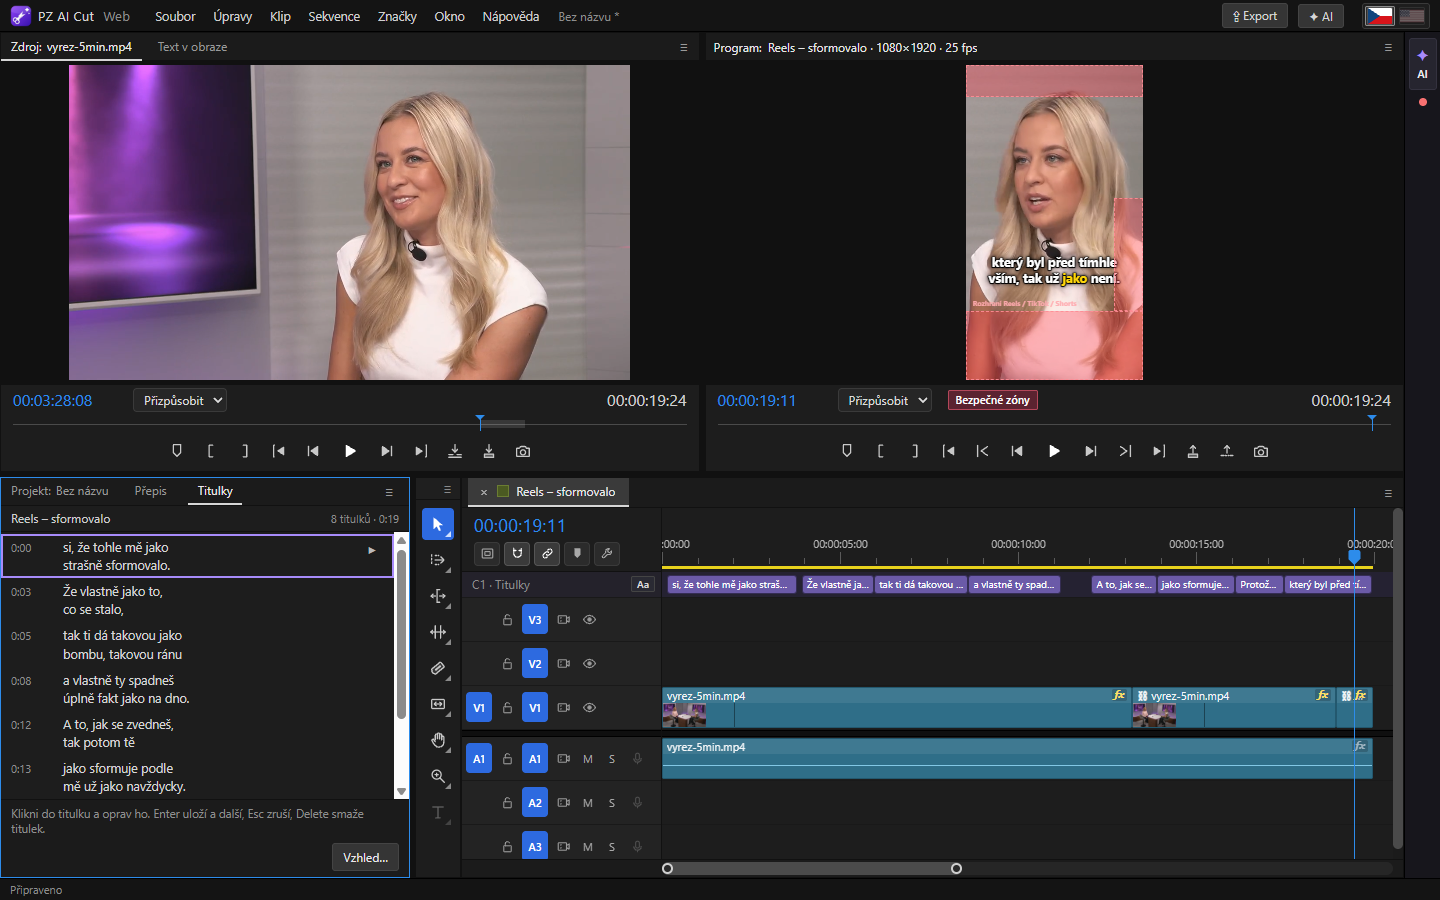 PZ AI Cut Web Soubor Úpravy Klip Sekvence Značky Okno Nápověda Bez názvu * Export AI
Zdroj: vyrez-5min.mp4 Text v obraze
Program: Reels – sformovalo · 1080×1920 · 25 fps
AI
který byl před tímhle
vším, tak už jako není.
Rozhraní Reels / TikTok / Shorts
00:03:28:08 Přizpůsobit 00:00:19:24
00:00:19:11 Přizpůsobit Bezpečné zóny 00:00:19:24
Projekt: Bez názvu Přepis Titulky
Reels – sformovalo 8 titulků · 0:19
0:00 si, že tohle mě jako
strašně sformovalo.
0:03 Že vlastně jako to,
co se stalo,
0:05 tak ti dá takovou jako
bombu, takovou ránu
0:08 a vlastně ty spadneš
úplně fakt jako na dno.
0:12 A to, jak se zvedneš,
tak potom tě
0:13 jako sformuje podle
mě už jako navždycky.
Klikni do titulku a oprav ho. Enter uloží a další, Esc zruší, Delete smaže
titulek.
Vzhled...
Připraveno
× Reels – sformovalo
00:00:19:11
:00:00 00:00:05:00 00:00:10:00 00:00:15:00 00:00:20:0
C1 · Titulky Aa si, že tohle mě jako straš... Že vlastně ja... tak ti dá takovou ... a vlastně ty spad... A to, jak se... jako sformuje... Protož... který byl před tí...
V3
V2
V1 V1 vyrez-5min.mp4 fx vyrez-5min.mp4 fx fx
A1 A1 M S vyrez-5min.mp4 fx
A2 M S
A3 M S